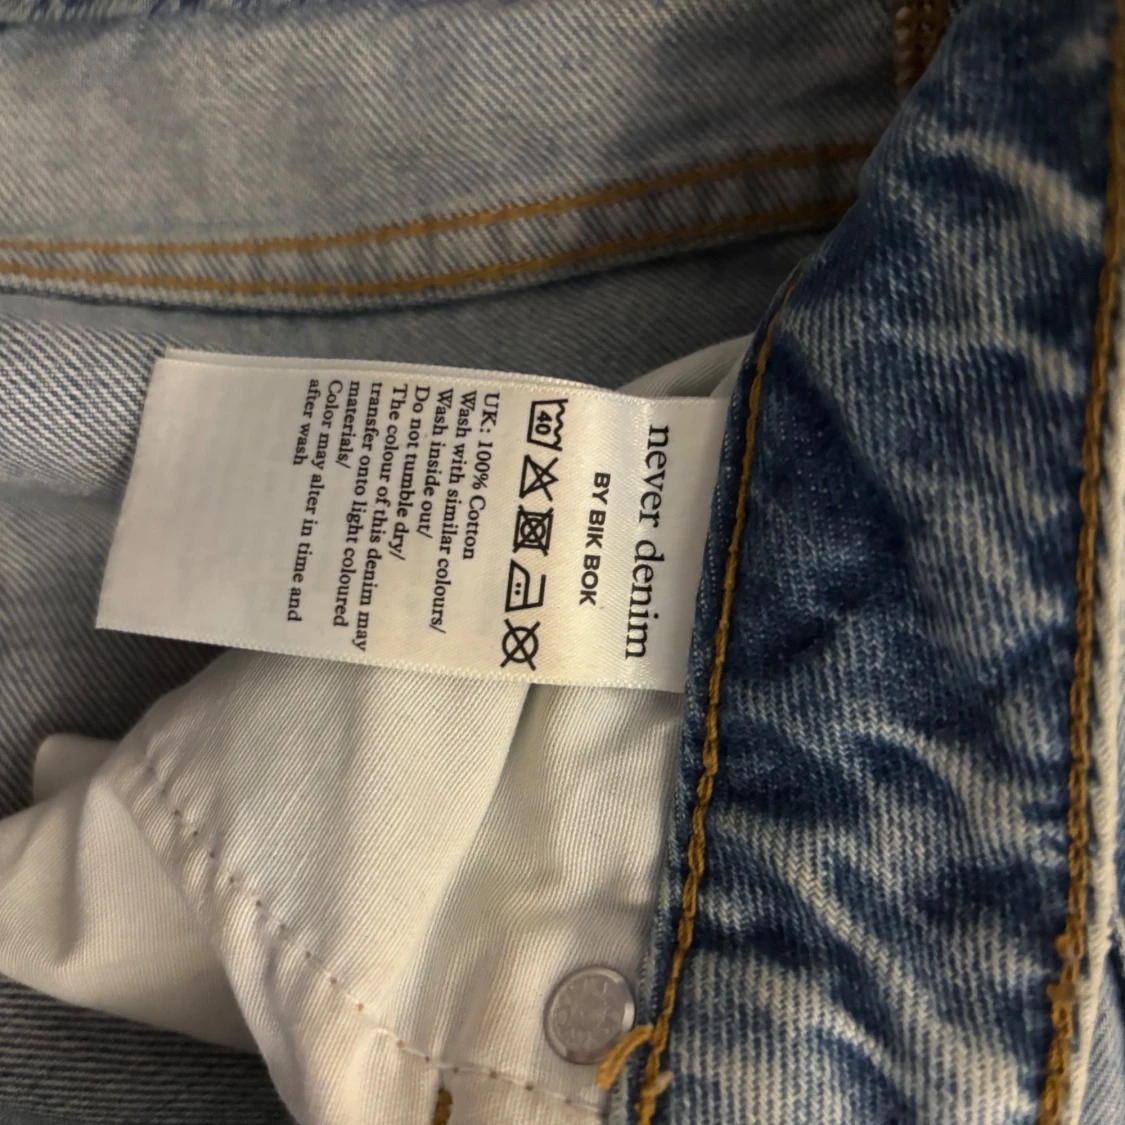 never denim
BY BIK BOK
40
UK: 100% Cotton
Wash with similar colours/
Wash inside out/
Do not tumble dry/
The colour of this denim may
transfer onto light coloured
materials/
Color may alter in time and
after wash